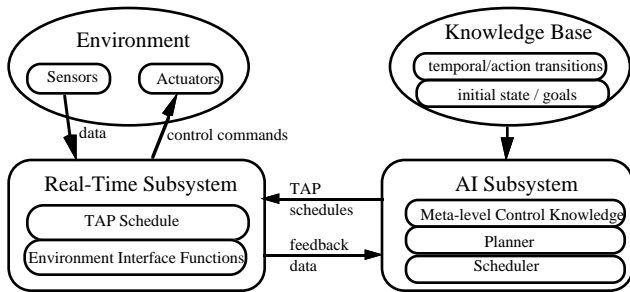 Environment
Sensors
Actuators
data
control commands
Knowledge Base
temporal/action transitions
initial state / goals
Real-Time Subsystem
TAP Schedule
Environment Interface Functions
TAP
schedules
feedback
data
AI Subsystem
Meta-level Control Knowledge
Planner
Scheduler